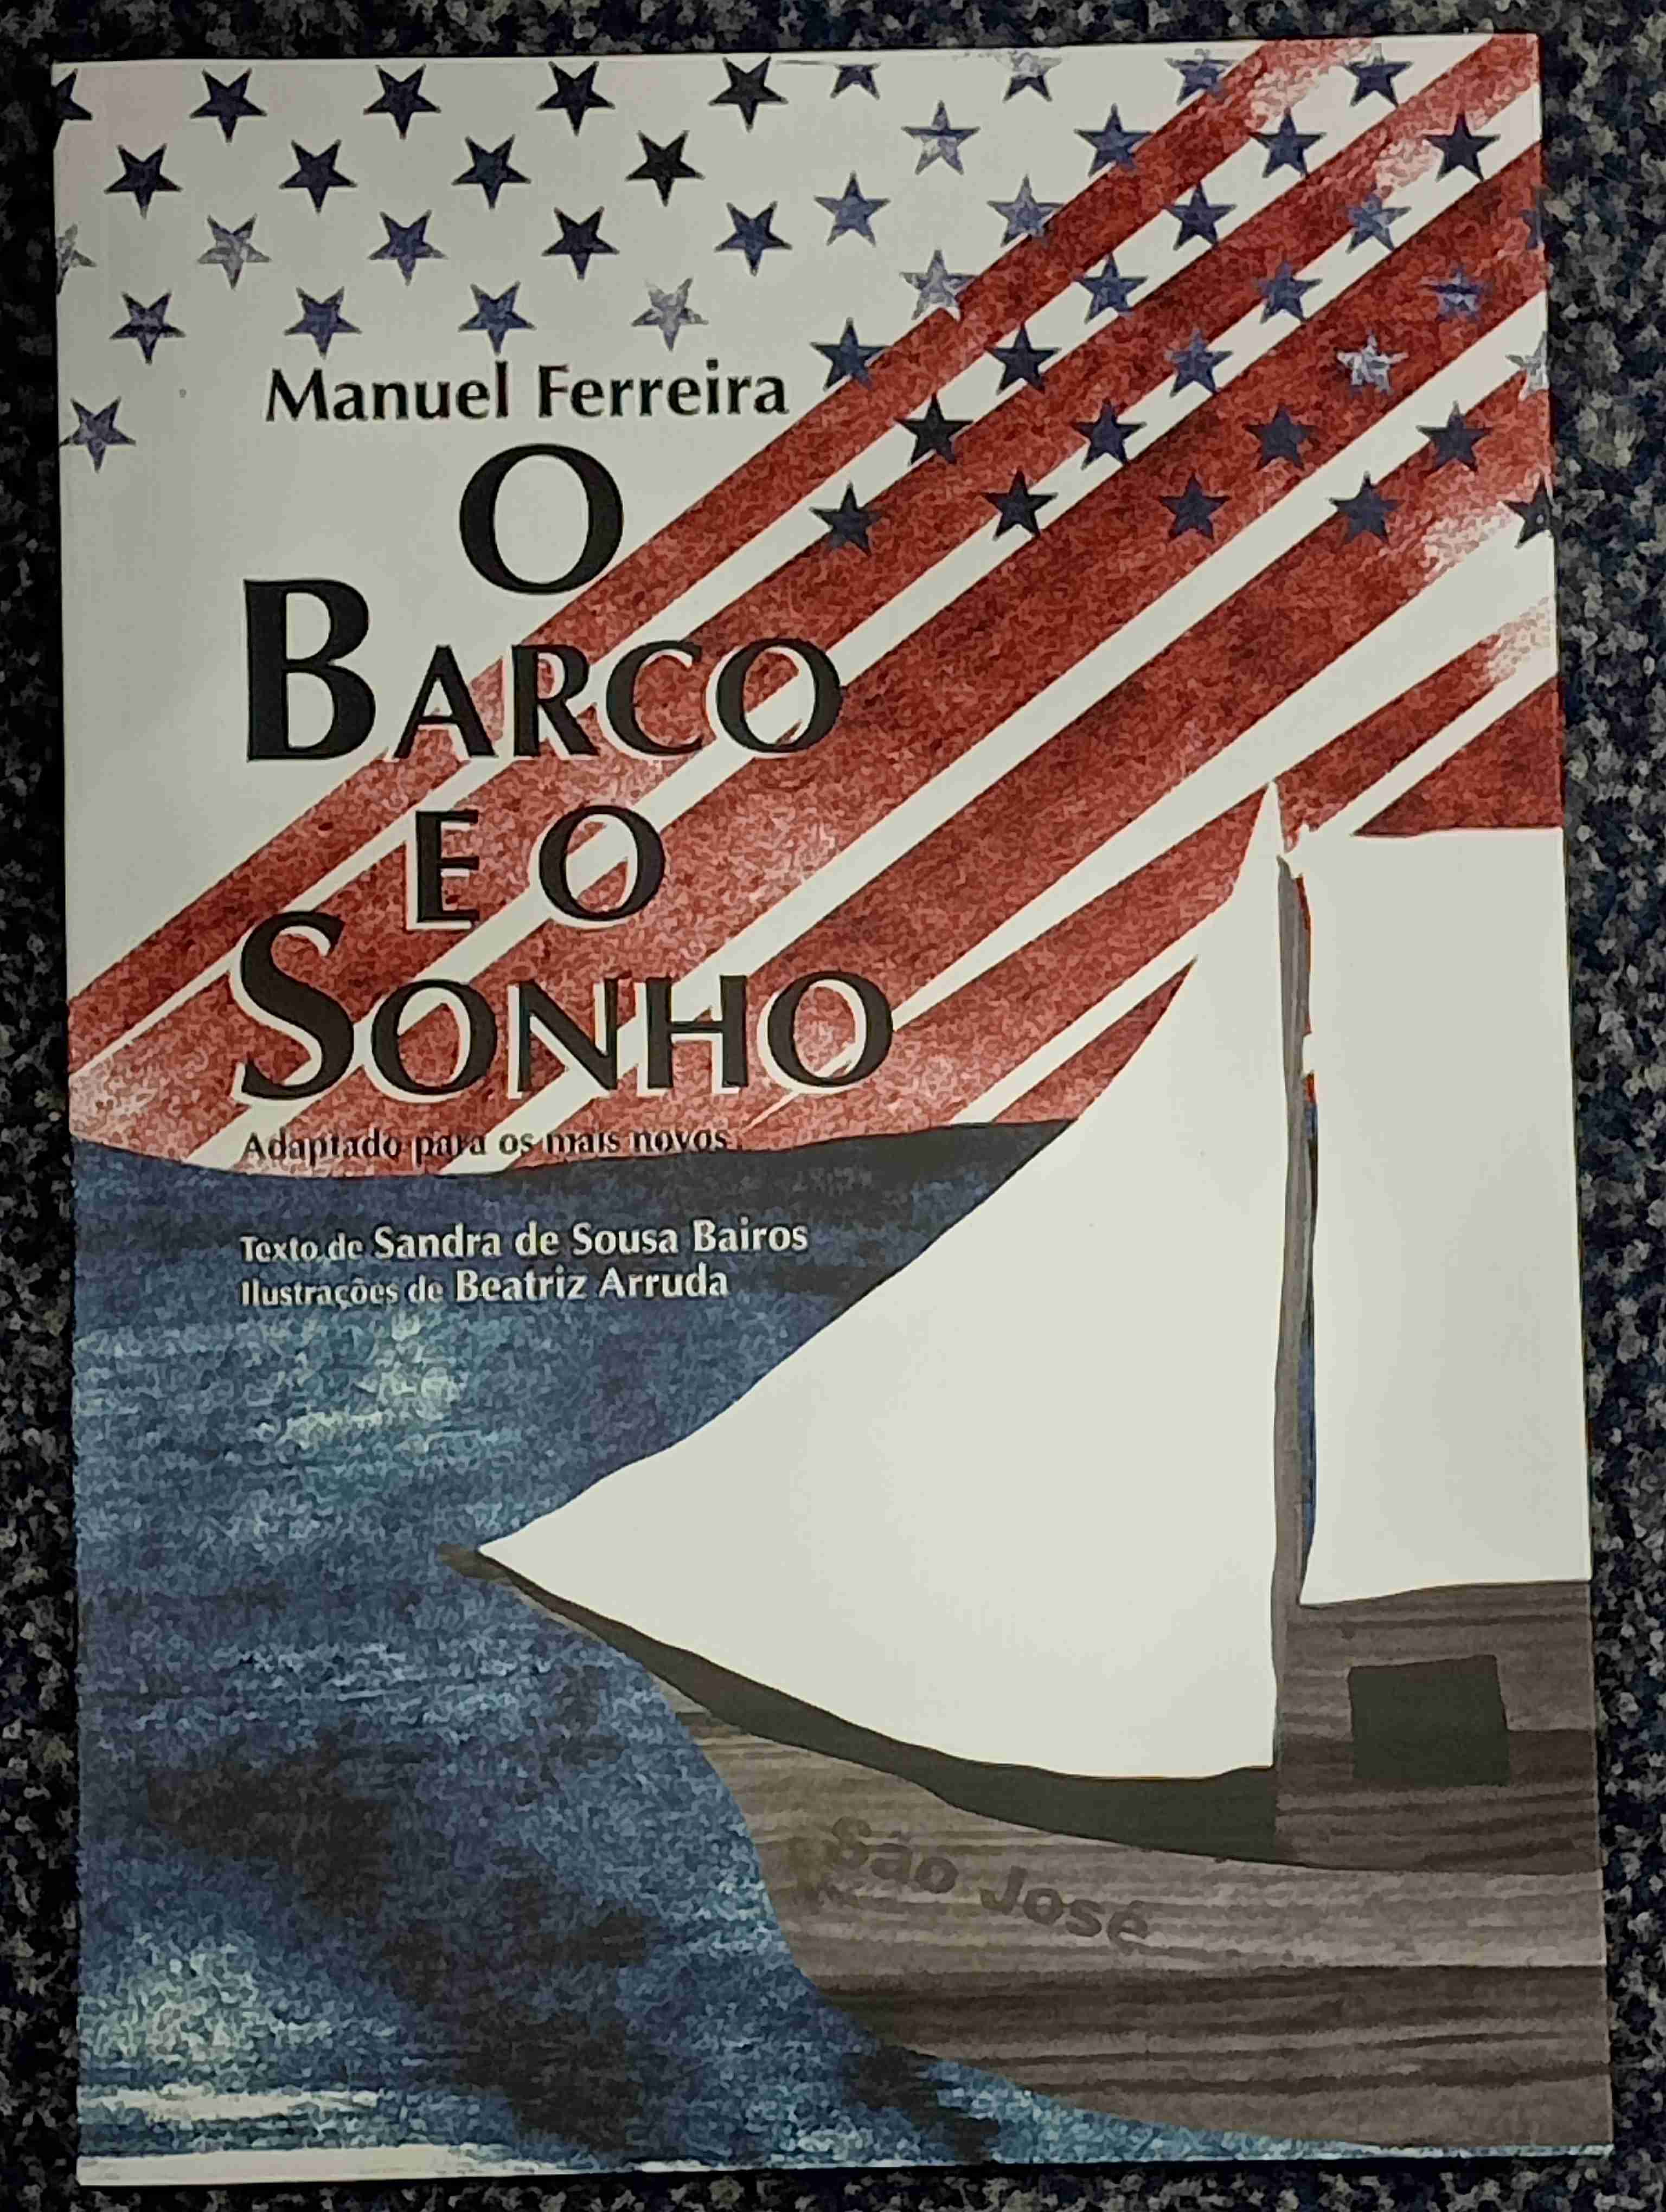 Manuel Ferreira
O
BARCO
E O
SONHO
Adaptado para os mais novos
Texto de Sandra de Sousa Bairos
Ilustrações de Beatriz Arruda
São José